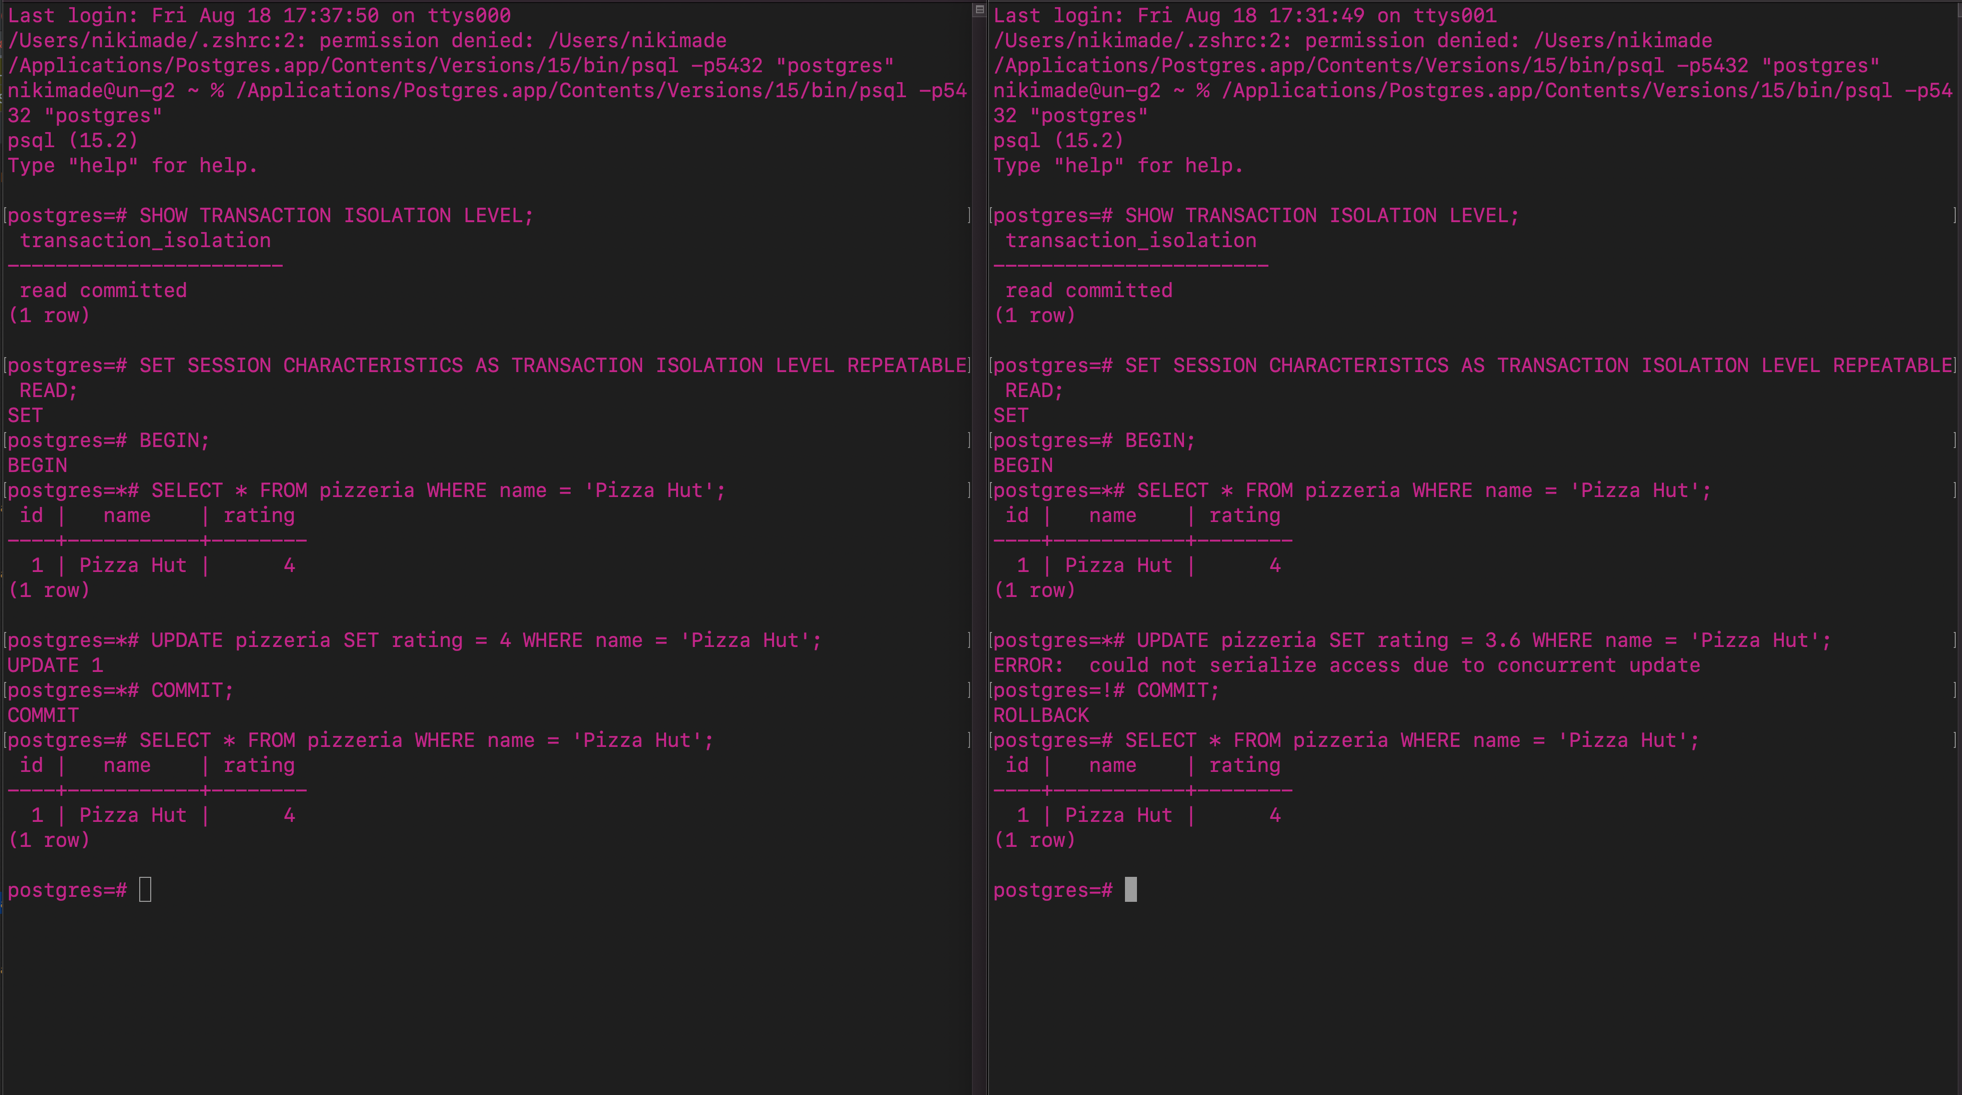 Last login: Fri Aug 18 17:37:50 on ttys000
/Users/nikimade/.zshrc:2: permission denied: /Users/nikimade
/Applications/Postgres.app/Contents/Versions/15/bin/psql -p5432 "postgres"
nikimade@un-g2 ~ % /Applications/Postgres.app/Contents/Versions/15/bin/psql -p54
32 "postgres"
psql (15.2)
Type "help" for help.

[postgres=# SHOW TRANSACTION ISOLATION LEVEL; ]
 transaction_isolation
-----------------------
 read committed
(1 row)

[postgres=# SET SESSION CHARACTERISTICS AS TRANSACTION ISOLATION LEVEL REPEATABLE]
 READ;
SET
[postgres=# BEGIN; ]
BEGIN
[postgres=*# SELECT * FROM pizzeria WHERE name = 'Pizza Hut'; ]
 id |   name    | rating
----+-----------+--------
  1 | Pizza Hut |      4
(1 row)

[postgres=*# UPDATE pizzeria SET rating = 4 WHERE name = 'Pizza Hut'; ]
UPDATE 1
[postgres=*# COMMIT; ]
COMMIT
[postgres=# SELECT * FROM pizzeria WHERE name = 'Pizza Hut'; ]
 id |   name    | rating
----+-----------+--------
  1 | Pizza Hut |      4
(1 row)

postgres=#
Last login: Fri Aug 18 17:31:49 on ttys001
/Users/nikimade/.zshrc:2: permission denied: /Users/nikimade
/Applications/Postgres.app/Contents/Versions/15/bin/psql -p5432 "postgres"
nikimade@un-g2 ~ % /Applications/Postgres.app/Contents/Versions/15/bin/psql -p54
32 "postgres"
psql (15.2)
Type "help" for help.

[postgres=# SHOW TRANSACTION ISOLATION LEVEL; ]
 transaction_isolation
-----------------------
 read committed
(1 row)

[postgres=# SET SESSION CHARACTERISTICS AS TRANSACTION ISOLATION LEVEL REPEATABLE]
 READ;
SET
[postgres=# BEGIN; ]
BEGIN
[postgres=*# SELECT * FROM pizzeria WHERE name = 'Pizza Hut'; ]
 id |   name    | rating
----+-----------+--------
  1 | Pizza Hut |      4
(1 row)

[postgres=*# UPDATE pizzeria SET rating = 3.6 WHERE name = 'Pizza Hut'; ]
ERROR:  could not serialize access due to concurrent update
[postgres=!# COMMIT; ]
ROLLBACK
[postgres=# SELECT * FROM pizzeria WHERE name = 'Pizza Hut'; ]
 id |   name    | rating
----+-----------+--------
  1 | Pizza Hut |      4
(1 row)

postgres=#